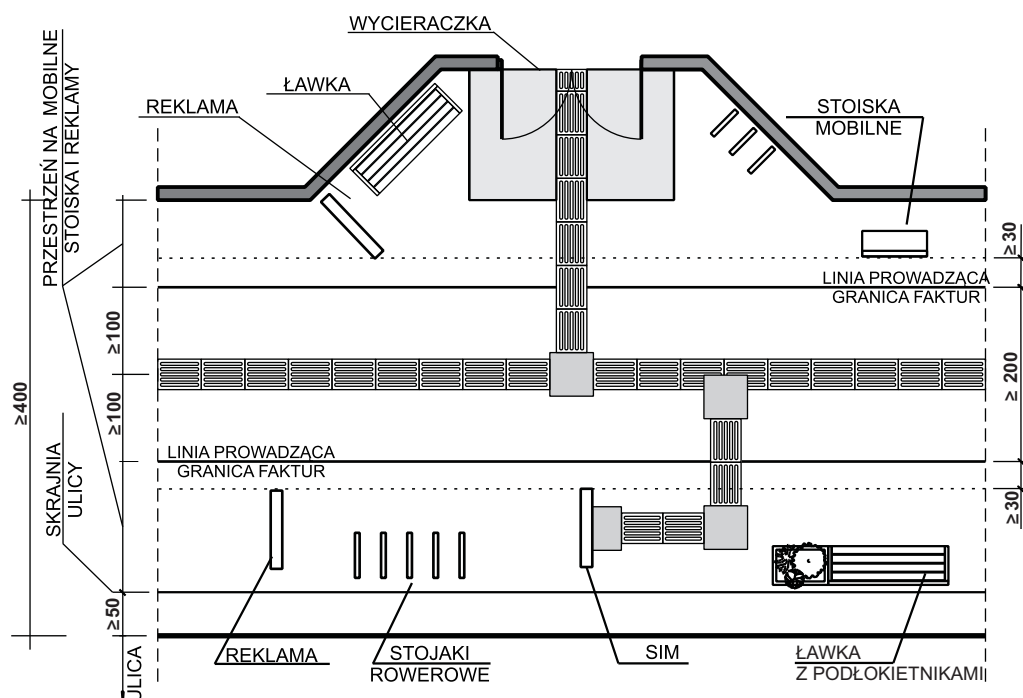 WYCIERACZKA
ŁAWKA
REKLAMA
STOISKA
MOBILNE
PRZESTRZEŃ NA MOBILNE
STOISKA I REKLAMY
≥30
LINIA PROWADZĄCA
GRANICA FAKTUR
≥100
≥400
≥100
≥ 200
LINIA PROWADZĄCA
GRANICA FAKTUR
SKRAJNIA
ULICY
≥30
≥50
ULICA
REKLAMA
STOJAKI
ROWEROWE
SIM
ŁAWKA
Z PODŁOKIETNIKAMI